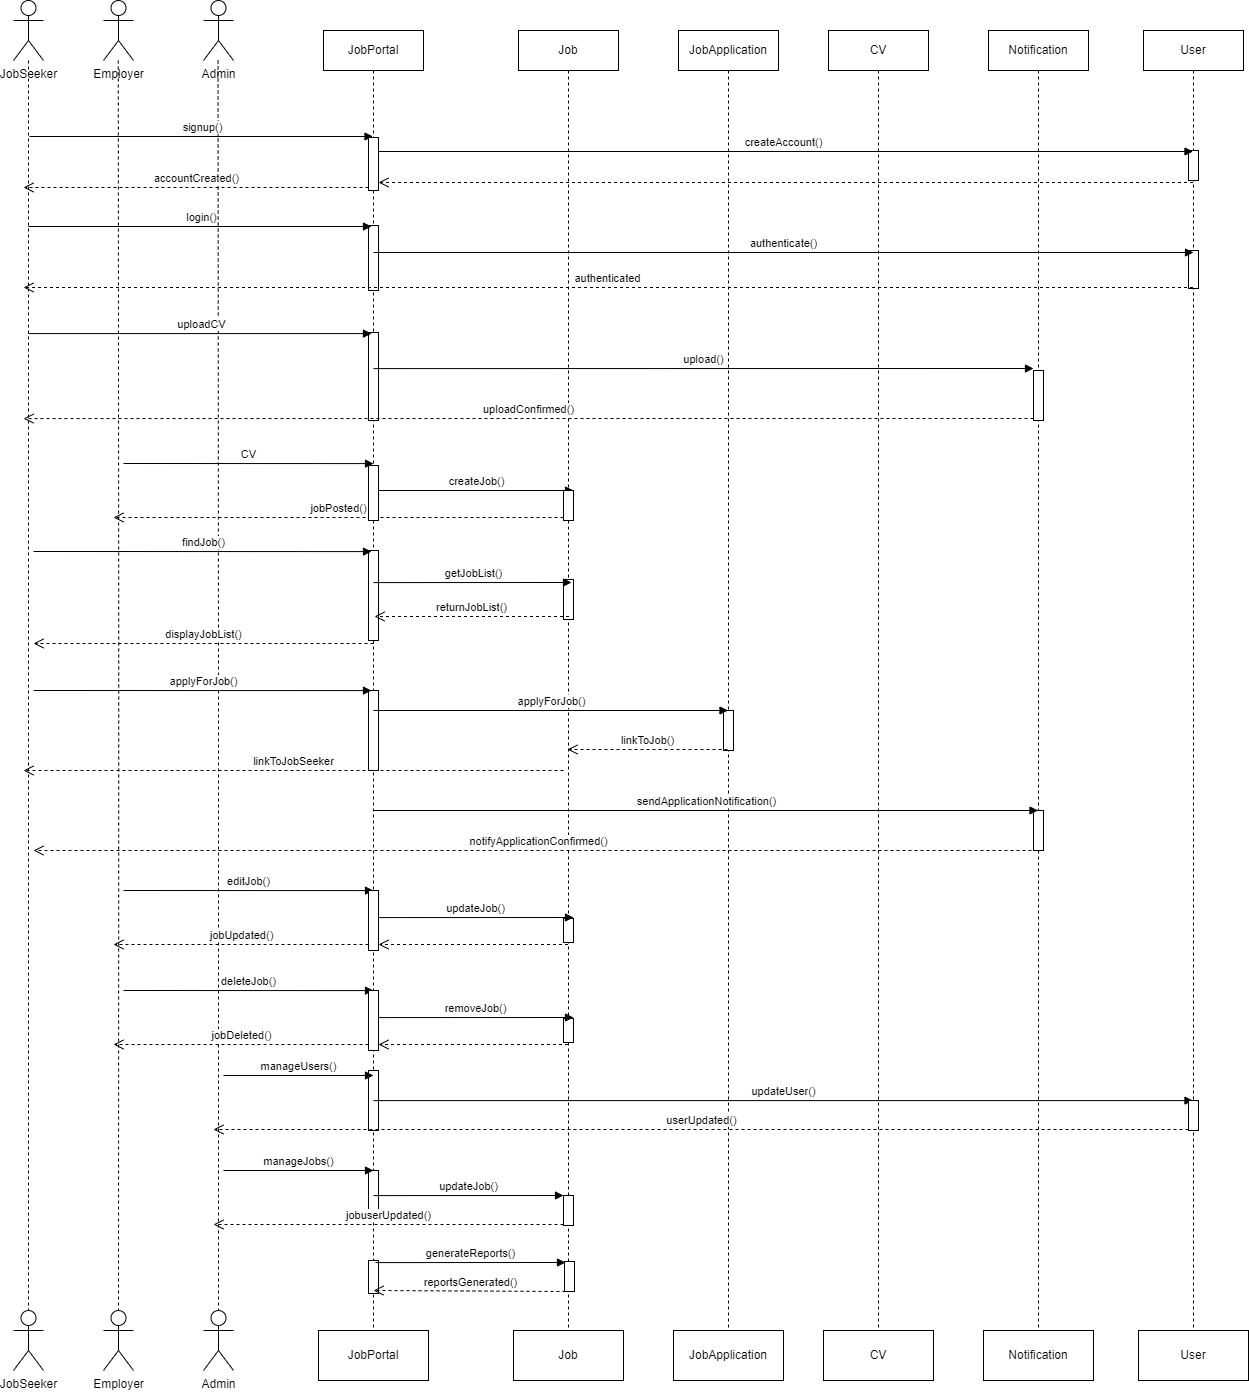 JobSeeker
Employer
Admin
JobPortal
Job
JobApplication
CV
Notification
User
signup()
createAccount()
accountCreated()
login()
authenticate()
authenticated
uploadCV
upload()
uploadConfirmed()
CV
createJob()
jobPosted()
findJob()
getJobList()
returnJobList()
displayJobList()
applyForJob()
applyForJob()
linkToJob()
linkToJobSeeker
sendApplicationNotification()
notifyApplicationConfirmed()
editJob()
updateJob()
jobUpdated()
deleteJob()
removeJob()
jobDeleted()
manageUsers()
updateUser()
userUpdated()
manageJobs()
updateJob()
jobuserUpdated()
generateReports()
reportsGenerated()
JobPortal
Job
JobApplication
CV
Notification
User
JobSeeker
Employer
Admin